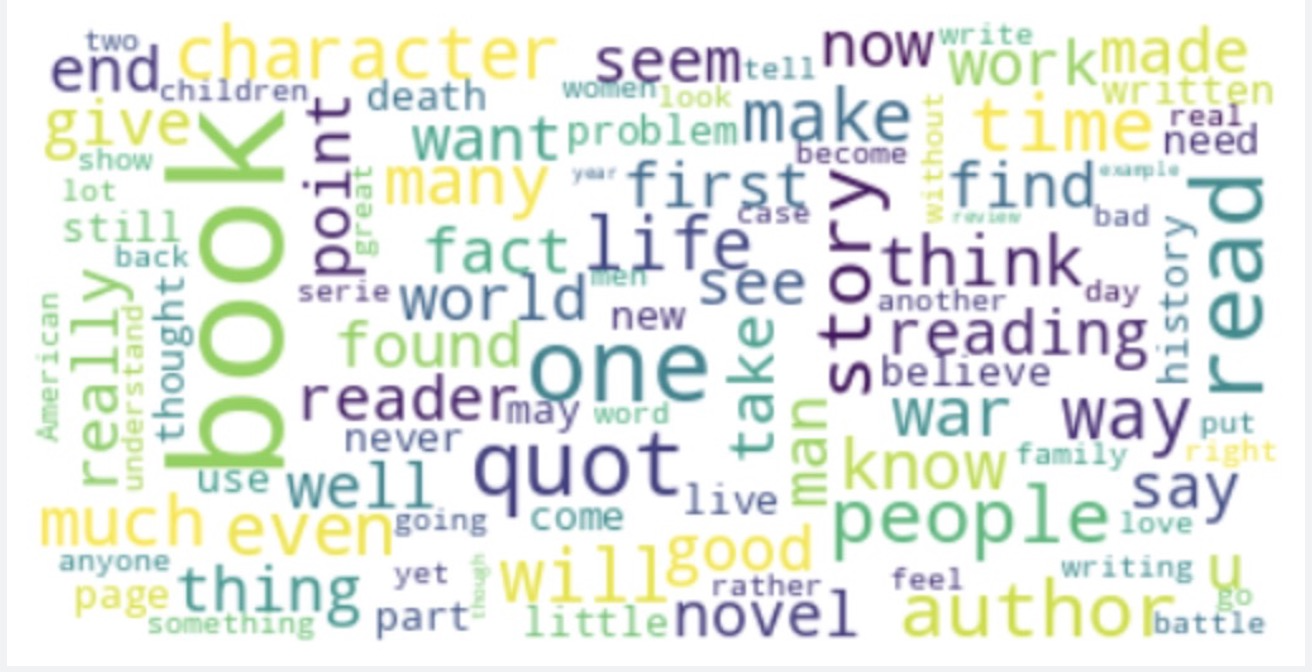 two
end
character
children
seem
tell
now
write
work
made
written
give
death
women
look
make
time
real
need
show
want
problem
become
without
lot
point
great
many
year
first
find
example
still
case
story
review
bad
read
back
book
fact
life
men
see
think
history
really
serie
world
new
another
day
American
understand
thought
found
one
take
reading
believe
reader
may
word
man
war
way
put
never
quot
know
family
right
use
well
live
say
much
even
going
come
people
love
anyone
good
writing
u
page
thing
yet
though
will
rather
feel
go
something
part
little
novel
author
battle